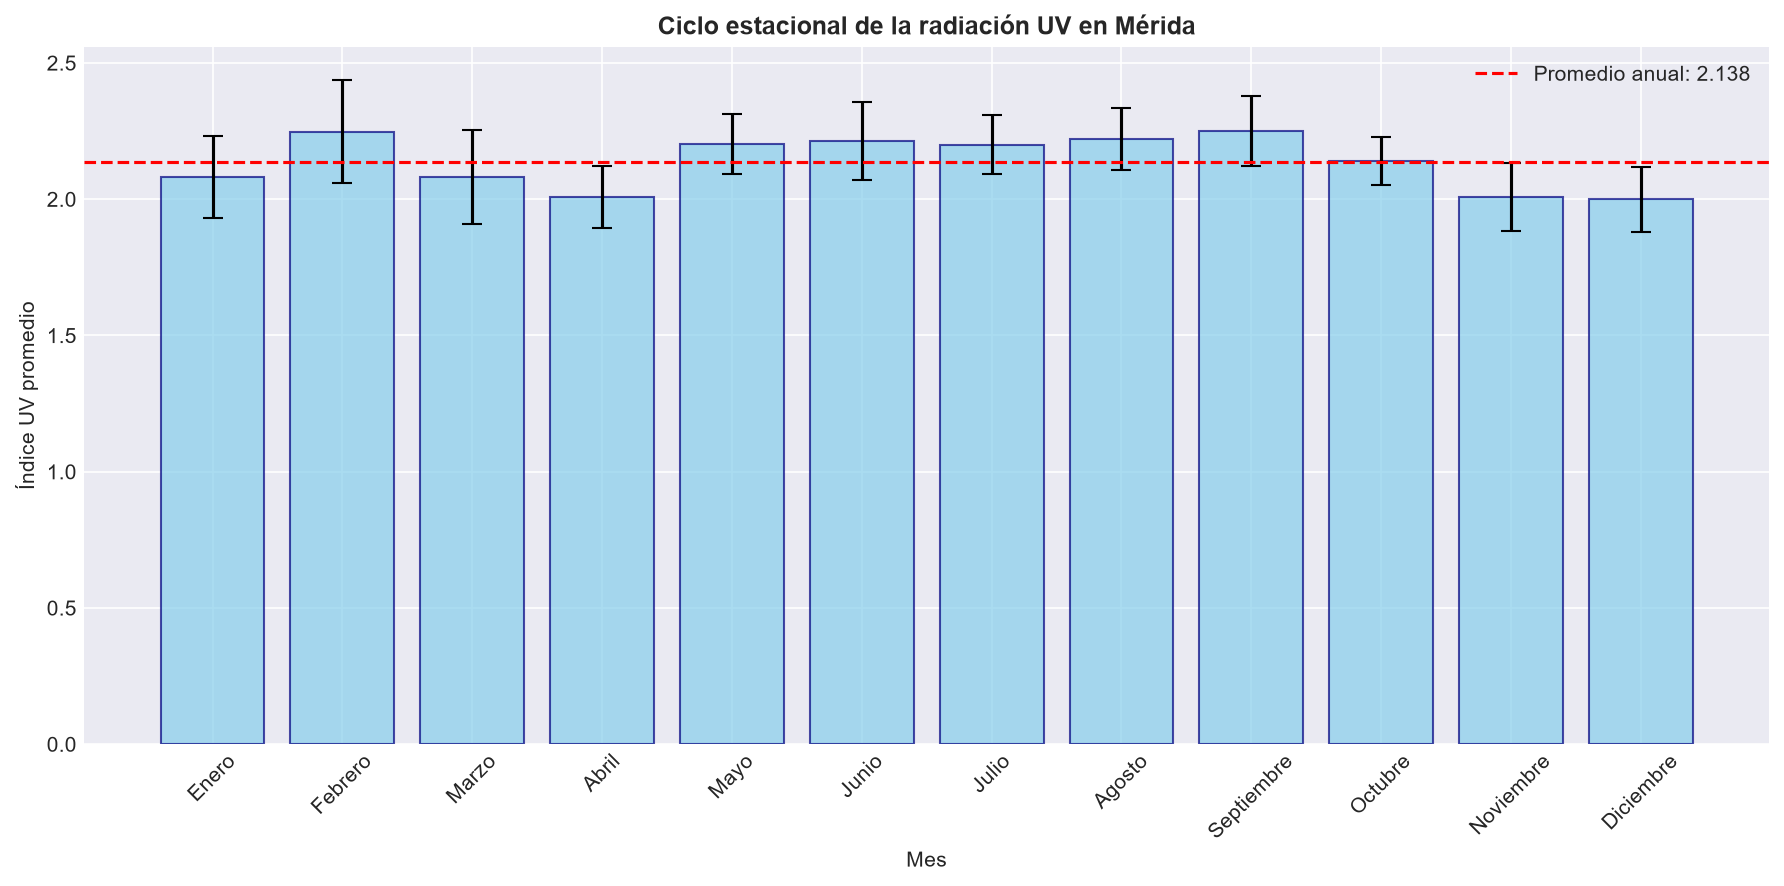 Ciclo estacional de la radiación UV en Mérida
Promedio anual: 2.138
Índice UV promedio
2.5
2.0
1.5
1.0
0.5
0.0
Enero
Febrero
Marzo
Abril
Mayo
Junio
Julio
Agosto
Septiembre
Octubre
Noviembre
Diciembre
Mes